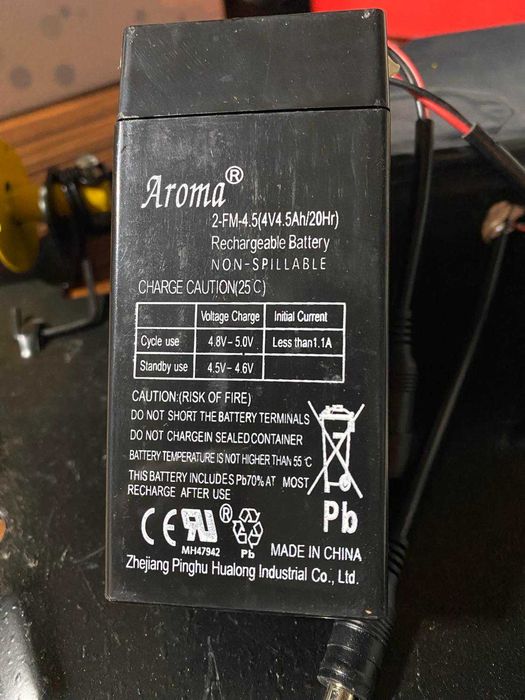 Aroma®
2-FM-4.5(4V4.5Ah/20Hr)
Rechargeable Battery
NON-SPILLABLE
CHARGE CAUTION(25℃)
Voltage Charge Initial Current
Cycle use 4.8V– 5.0V Less than1.1A
Standby use 4.5V– 4.6V
CAUTION:(RISK OF FIRE)
DO NOT SHORT THE BATTERY TERMINALS
DO NOT CHARGE IN SEALED CONTAINER
BATTERY TEMPERATURE IS NOT HIGHER THAN 55℃
THIS BATTERY INCLUDES Pb70% AT MOST
RECHARGE AFTER USE
Pb
CE RU®
MH47942
Pb
MADE IN CHINA
Zhejiang Pinghu Hualong Industrial Co., Ltd.